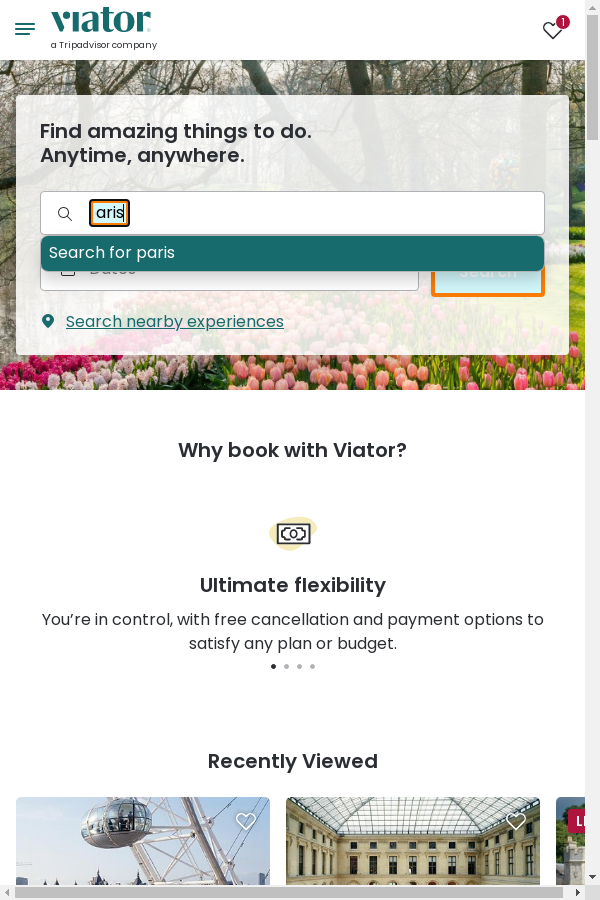 viator
a Tripadvisor company
1
Find amazing things to do.
Anytime, anywhere.
aris
Search for paris
Dates
Search
Search nearby experiences
Why book with Viator?
Ultimate flexibility
You're in control, with free cancellation and payment options to
satisfy any plan or budget.
Recently Viewed